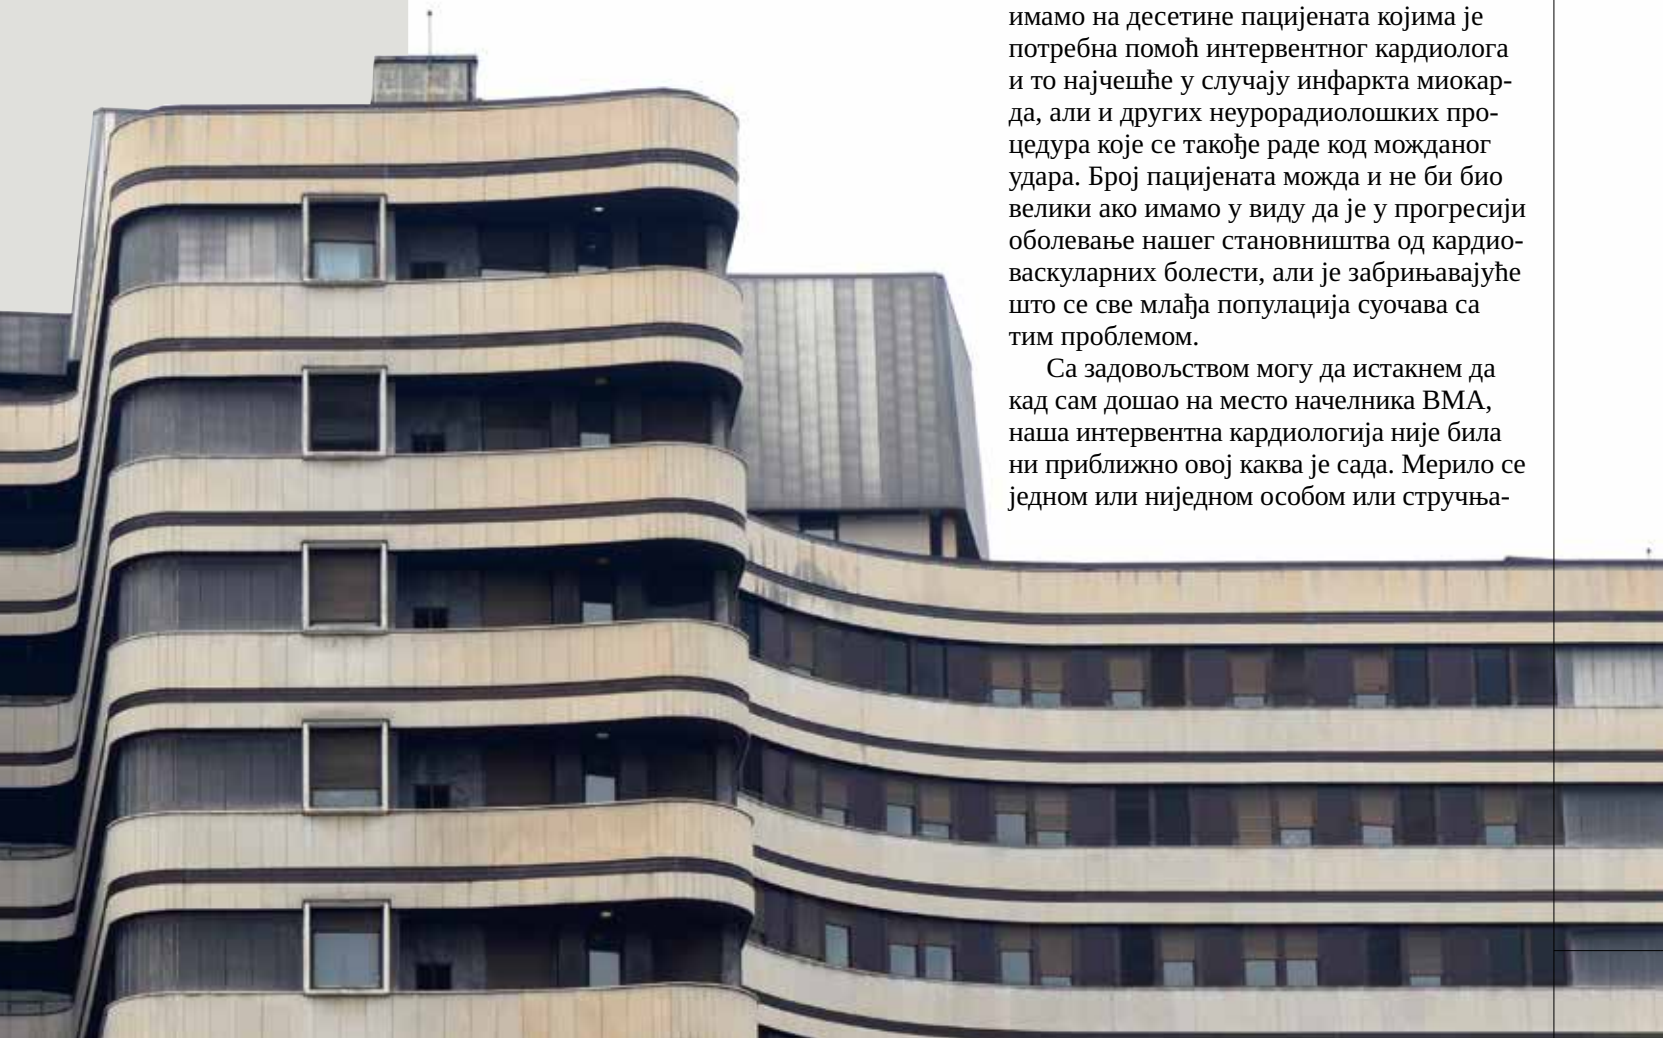 имамо на десетине пацијената којима је
потребна помоћ интервентног кардиолога
и то најчешће у случају инфаркта миокар-
да, али и других неурорадиолошких про-
цедура које се такође раде код можданог
удара. Број пацијената можда и не би био
велики ако имамо у виду да је у прогресији
оболевање нашег становништва од кардио-
васкуларних болести, али је забрињавајуће
што се све млађа популација суочава са
тим проблемом.
Са задовољством могу да истакнем да
кад сам дошао на место начелника ВМА,
наша интервентна кардиологија није била
ни приближно овој каква је сада. Мерило се
једном или ниједном особом или стручња-